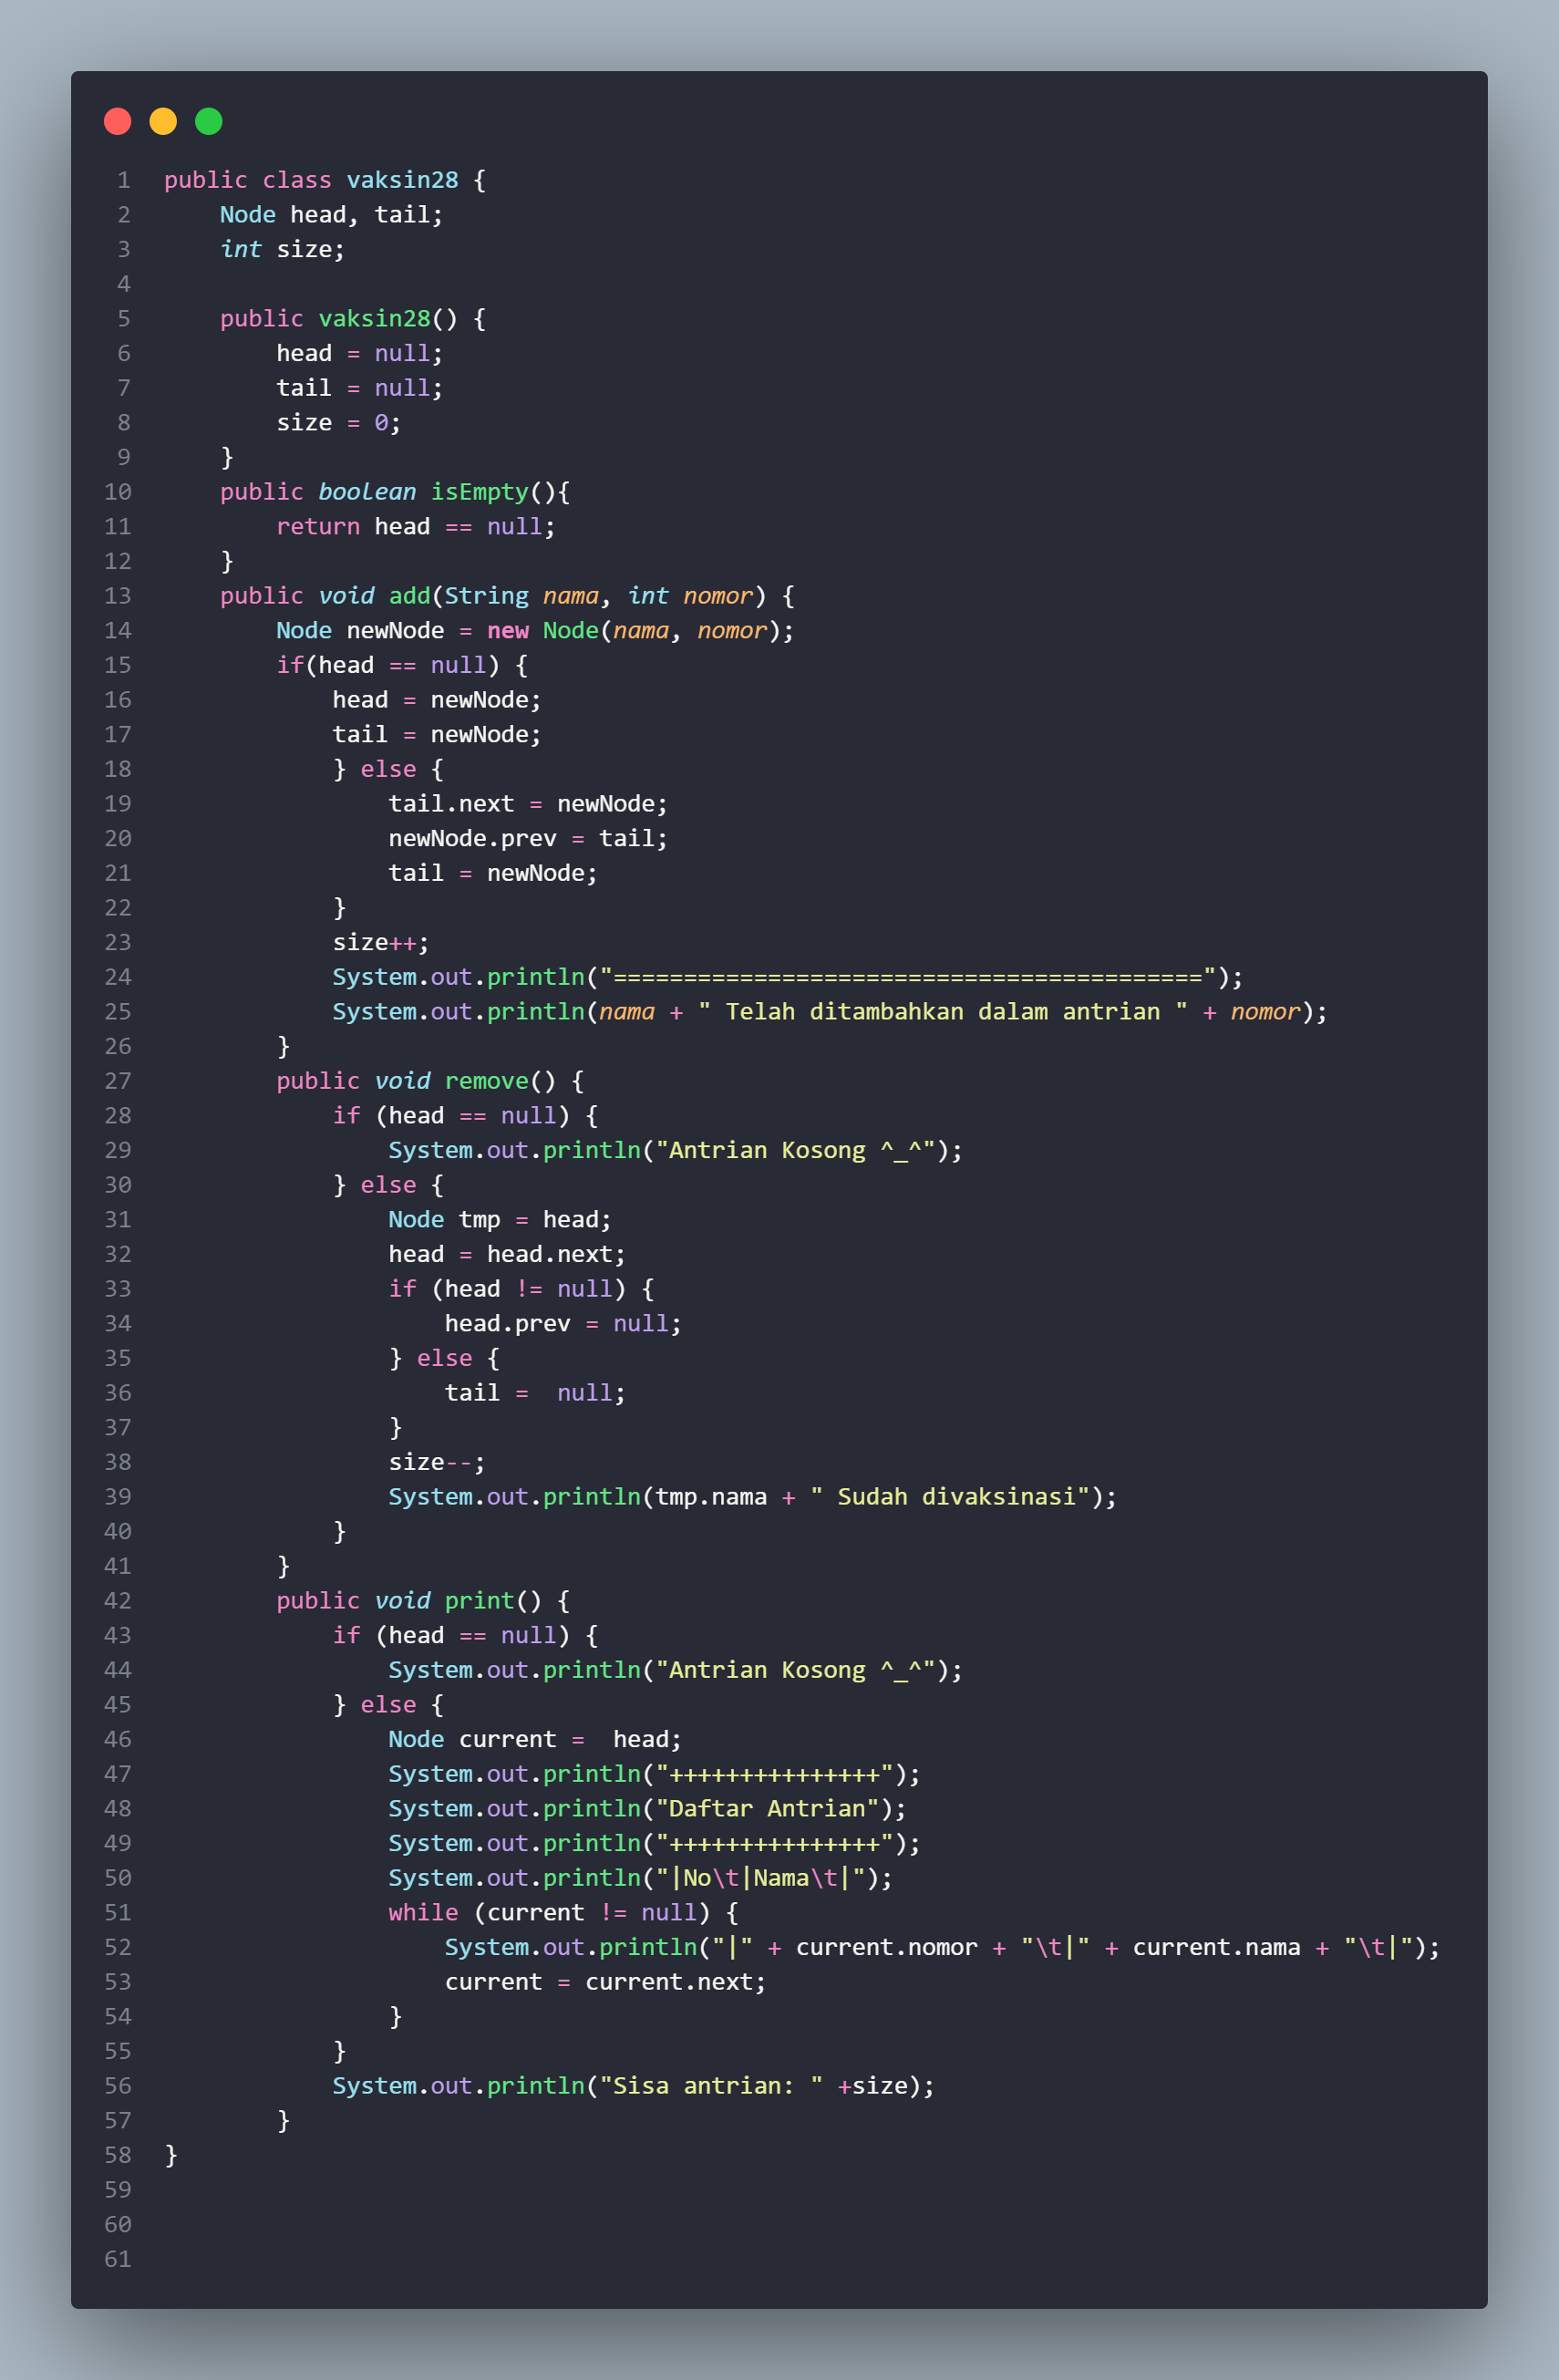 1 public class vaksin28 {
2     Node head, tail;
3     int size;
4
5     public vaksin28() {
6         head = null;
7         tail = null;
8         size = 0;
9     }
10     public boolean isEmpty(){
11         return head == null;
12     }
13     public void add(String nama, int nomor) {
14         Node newNode = new Node(nama, nomor);
15         if(head == null) {
16             head = newNode;
17             tail = newNode;
18             } else {
19                 tail.next = newNode;
20                 newNode.prev = tail;
21                 tail = newNode;
22             }
23             size++;
24             System.out.println("==========================================");
25             System.out.println(nama + " Telah ditambahkan dalam antrian " + nomor);
26         }
27         public void remove() {
28             if (head == null) {
29                 System.out.println("Antrian Kosong ^_^");
30             } else {
31                 Node tmp = head;
32                 head = head.next;
33                 if (head != null) {
34                     head.prev = null;
35                 } else {
36                     tail =  null;
37                 }
38                 size--;
39                 System.out.println(tmp.nama + " Sudah divaksinasi");
40             }
41         }
42         public void print() {
43             if (head == null) {
44                 System.out.println("Antrian Kosong ^_^");
45             } else {
46                 Node current =  head;
47                 System.out.println("+++++++++++++++");
48                 System.out.println("Daftar Antrian");
49                 System.out.println("+++++++++++++++");
50                 System.out.println("|No\t|Nama\t|");
51                 while (current != null) {
52                     System.out.println("|" + current.nomor + "\t|" + current.nama + "\t|");
53                     current = current.next;
54                 }
55             }
56             System.out.println("Sisa antrian: " +size);
57         }
58 }
59
60
61